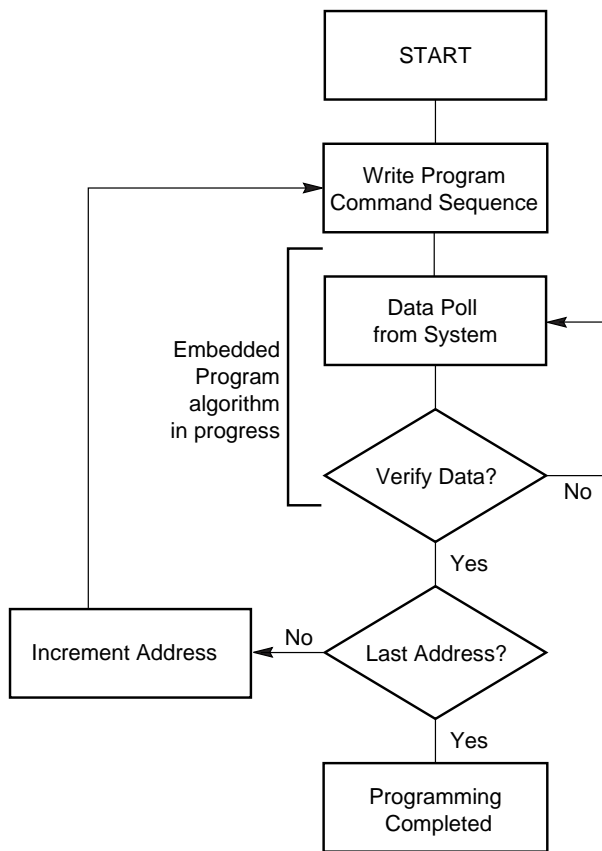 START
Write Program
Command Sequence
Data Poll
from System
Embedded
Program
algorithm
in progress
Verify Data?
No
Yes
Last Address?
No
Increment Address
Yes
Programming
Completed